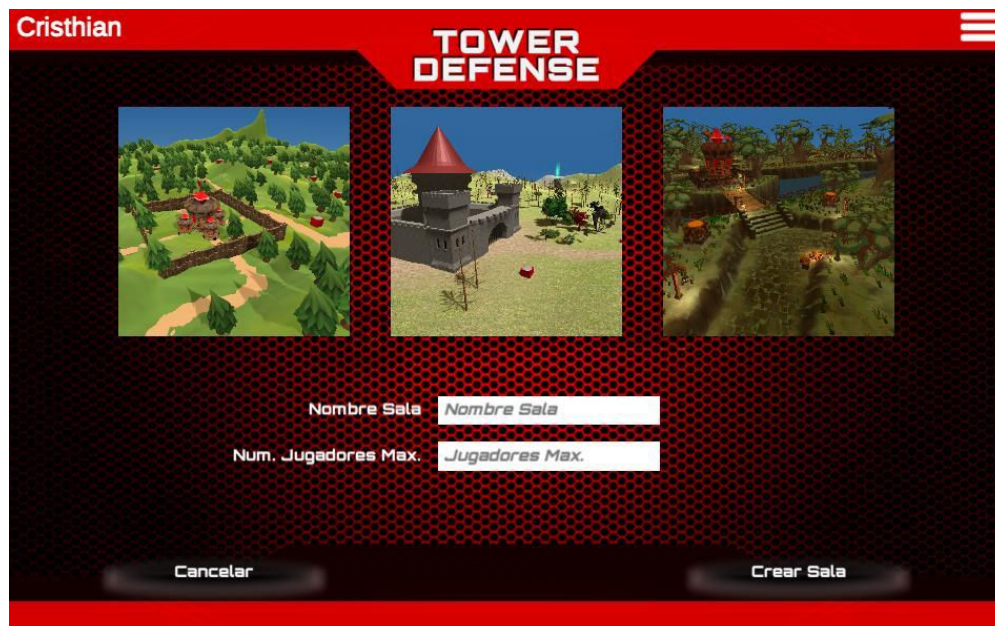 Cristhian
TOWER
DEFENSE
Nombre Sala
Nombre Sala
Num. Jugadores Max.
Jugadores Max.
Cancelar
Crear Sala